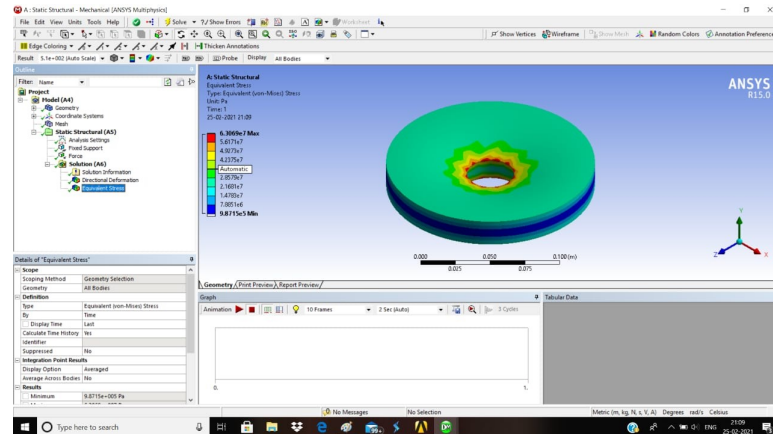 A : Static Structural - Mechanical [ANSYS Multiphysics]
File Edit View Units Tools Help Solve ?/Show Errors Worksheet
Show Vertices Wireframe Show Mesh Random Colors Annotation Preferenc
Edge Coloring Thicken Annotations
Result 5.1e+002 (Auto Scale) Probe Display All Bodies
Outline
Filter: Name
Project
Model (A4)
Geometry
Coordinate Systems
Mesh
Static Structural (A5)
Analysis Settings
Fixed Support
Force
Solution (A6)
Solution Information
Directional Deformation
Equivalent Stress
A: Static Structural
Equivalent Stress
Type: Equivalent (von-Mises) Stress
Unit: Pa
Time: 1
25-02-2021 21:09
6.3069e7 Max
5.6171e7
4.9273e7
4.2375e7
Automatic
2.8579e7
2.1681e7
1.4783e7
7.8851e6
9.8715e5 Min
ANSYS
R15.0
0.000 0.050 0.100 (m)
0.025 0.075
Y
Z X
Geometry Print Preview Report Preview
Details of "Equivalent Stress"
Scope
Scoping Method Geometry Selection
Geometry All Bodies
Definition
Type Equivalent (von-Mises) Stress
By Time
Display Time Last
Calculate Time History Yes
Identifier
Suppressed No
Integration Point Results
Display Option Averaged
Average Across Bodies No
Results
Minimum 9.8715e+005 Pa
Graph
Animation 10 Frames 2 Sec (Auto) 3 Cycles
0. 1.
Tabular Data
No Messages No Selection Metric (m, kg, N, s, V, A) Degrees rad/s Celsius
Type here to search
99+
ENG
21:09
25-02-2021